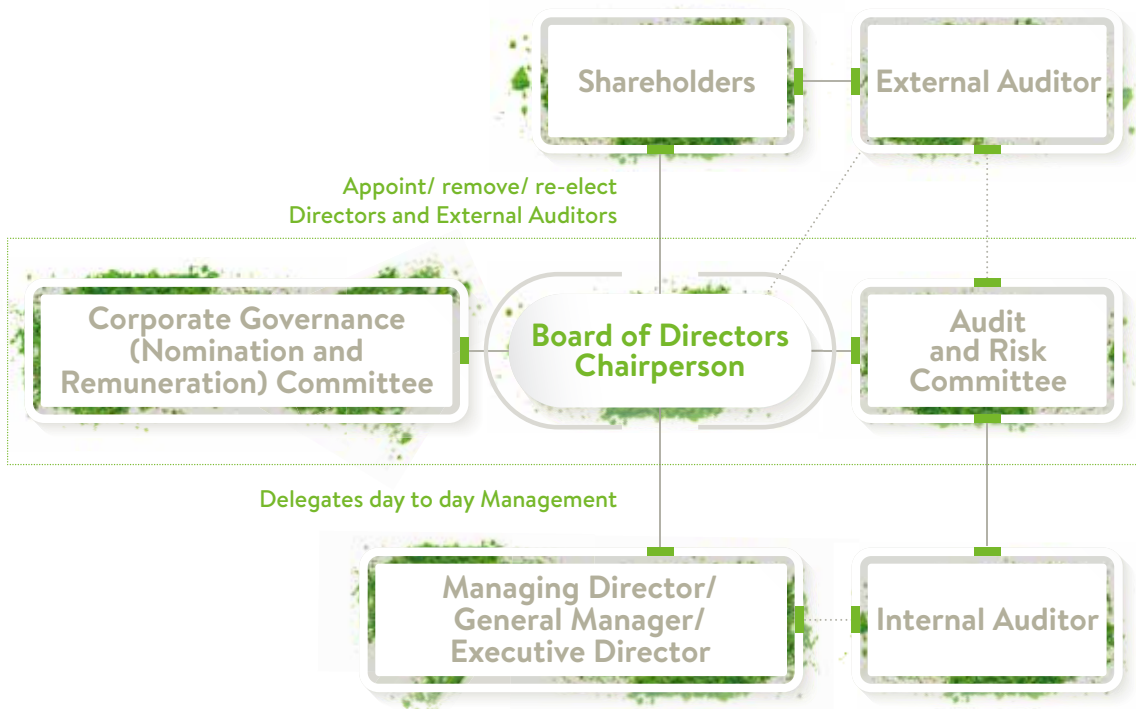 Shareholders
External Auditor
Appoint/ remove/ re-elect
Directors and External Auditors
Corporate Governance
(Nomination and
Remuneration) Committee
Board of Directors
Chairperson
Audit
and Risk
Committee
Delegates day to day Management
Managing Director/
General Manager/
Executive Director
Internal Auditor